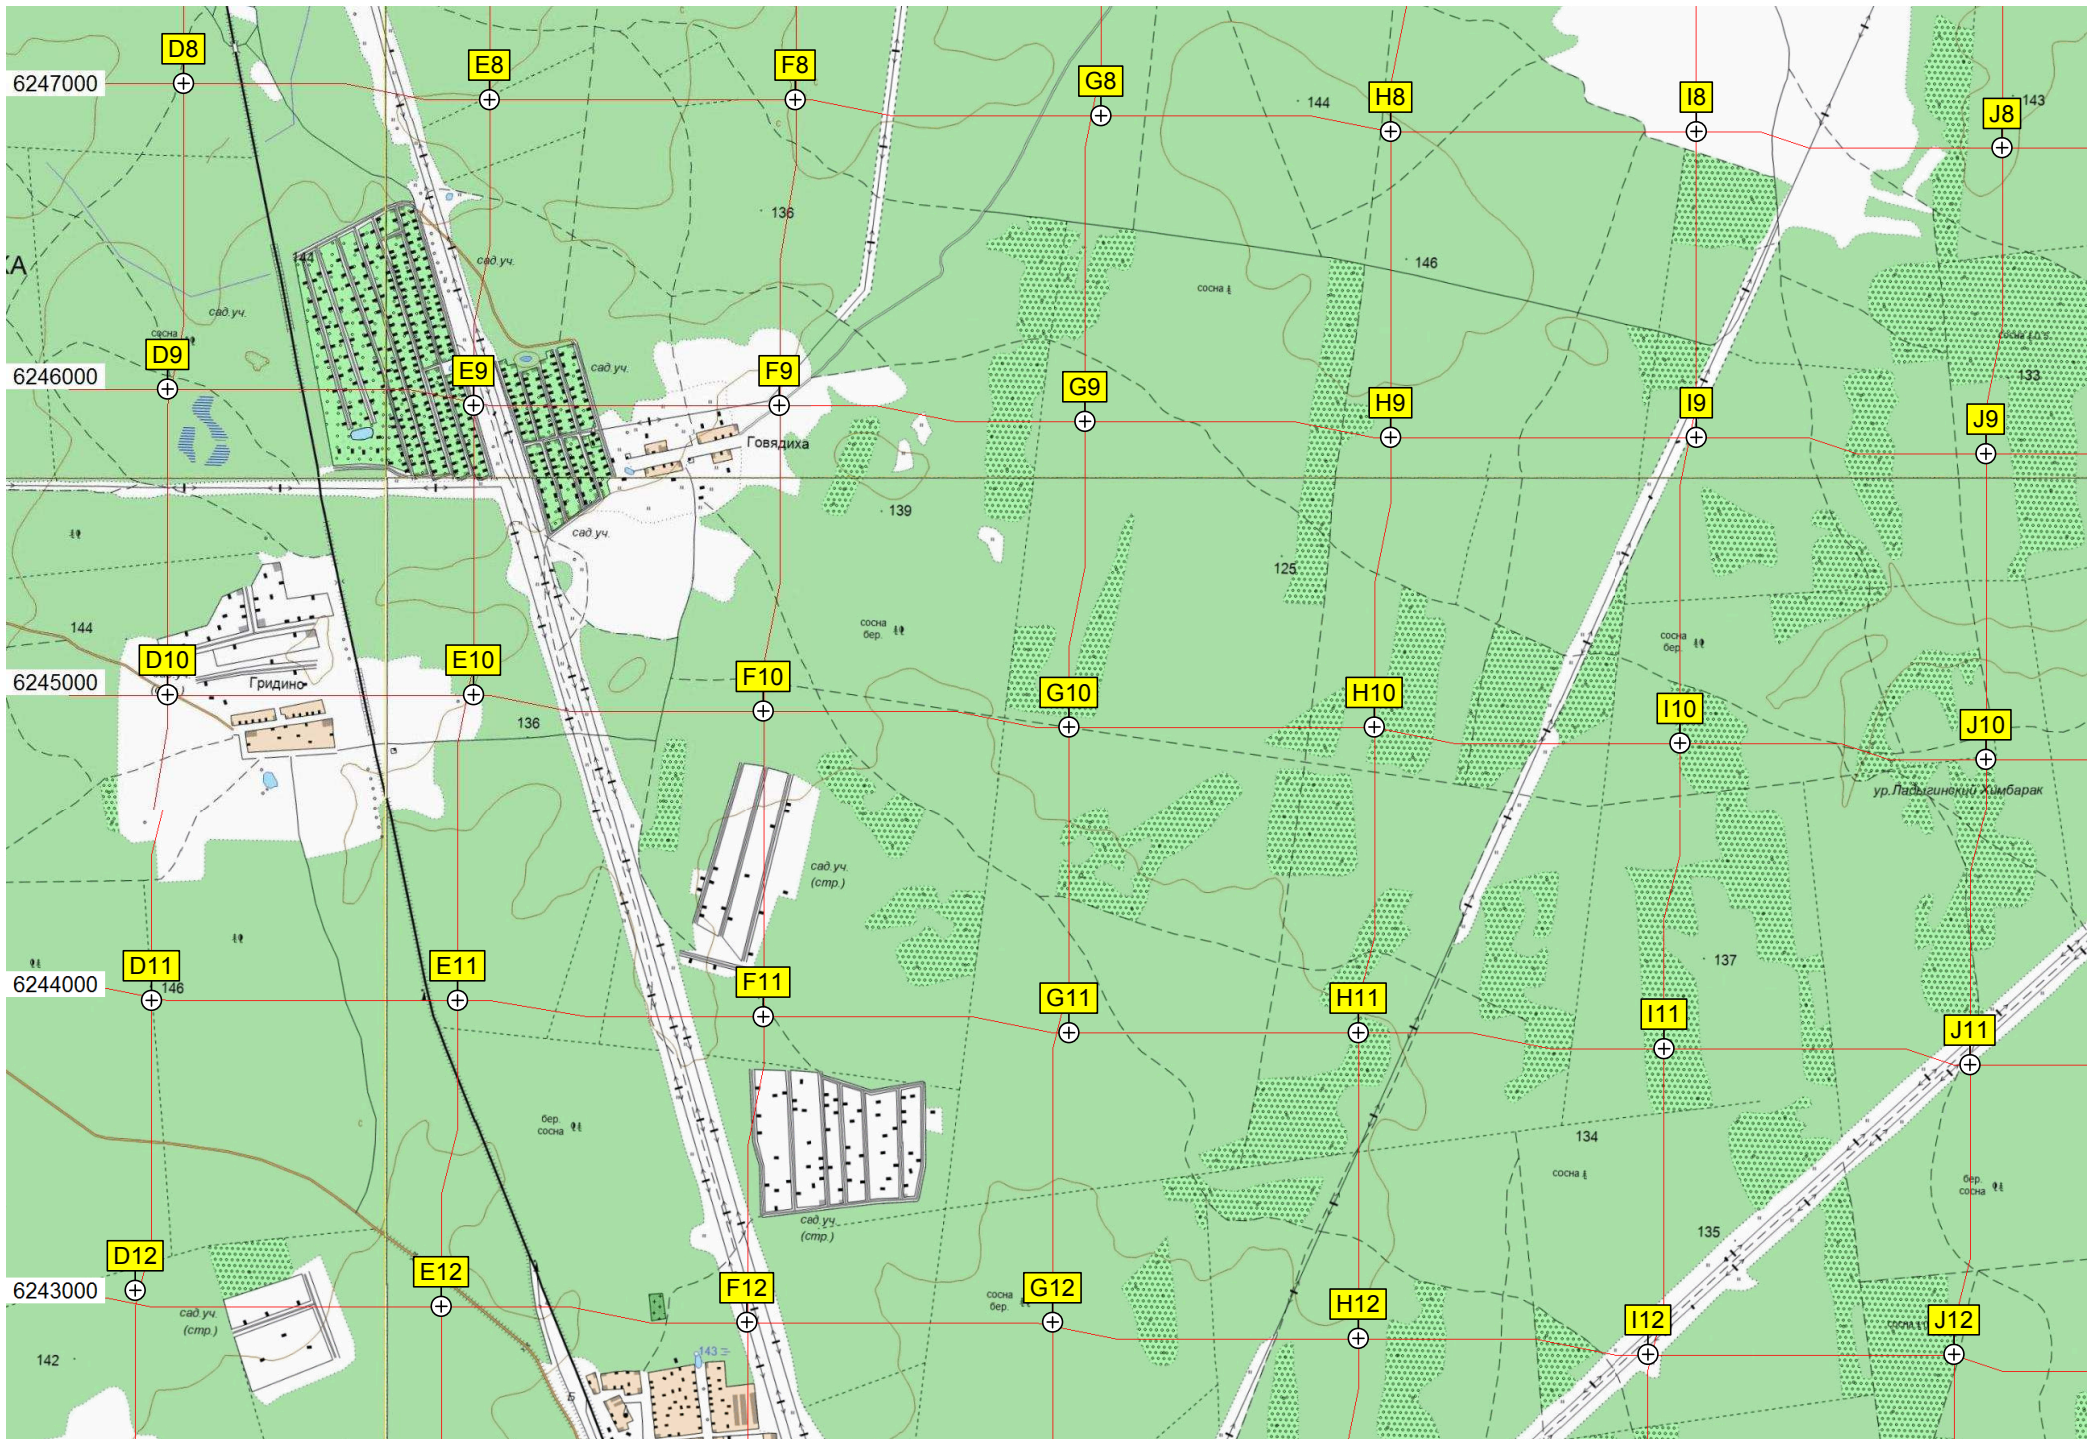 D8
E8
F8
G8
H8
I8
J8
6247000
144
143
136
КА
144
сад.уч.
146
сосна
сад.уч.
сосна
D9
E9
F9
G9
H9
I9
J9
6246000
сад.уч.
133
Говядиха
139
сад.уч.
125
144
сосна
бер.
сосна
бер.
D10
E10
F10
G10
H10
I10
J10
6245000
Гридино
136
ур.Ладыгинский Химбарак
сад.уч.
(стр.)
D11
E11
F11
G11
H11
I11
J11
6244000
146
137
бер.
сосна
134
сосна
бер.
сосна
сад.уч.
(стр.)
135
D12
E12
F12
G12
H12
I12
J12
6243000
сосна
бер.
сад.уч.
(стр.)
142
143